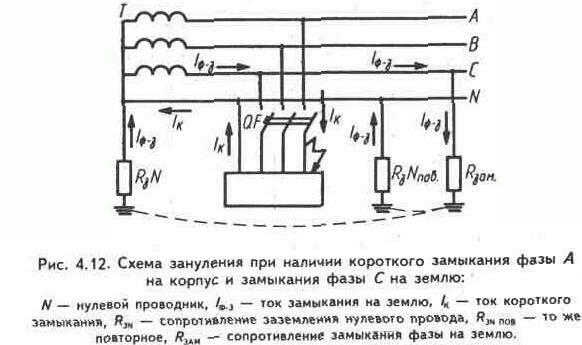 T
A
B
C
N
Iф-з
Iф-з
Iк
QF
Iк
Iк
Iф-з
Iф-з
Iф-з
RзN
RзNпов.
Rзам.
Рис. 4.12. Схема зануления при наличии короткого замыкания фазы А
на корпус и замыкания фазы С на землю:
N — нулевой проводник, Iф-з — ток замыкания на землю, Iк — ток короткого
замыкания, RзN — сопротивление заземления нулевого провода, RзN пов — то же
повторное, Rзам — сопротивление замыкания фазы на землю.